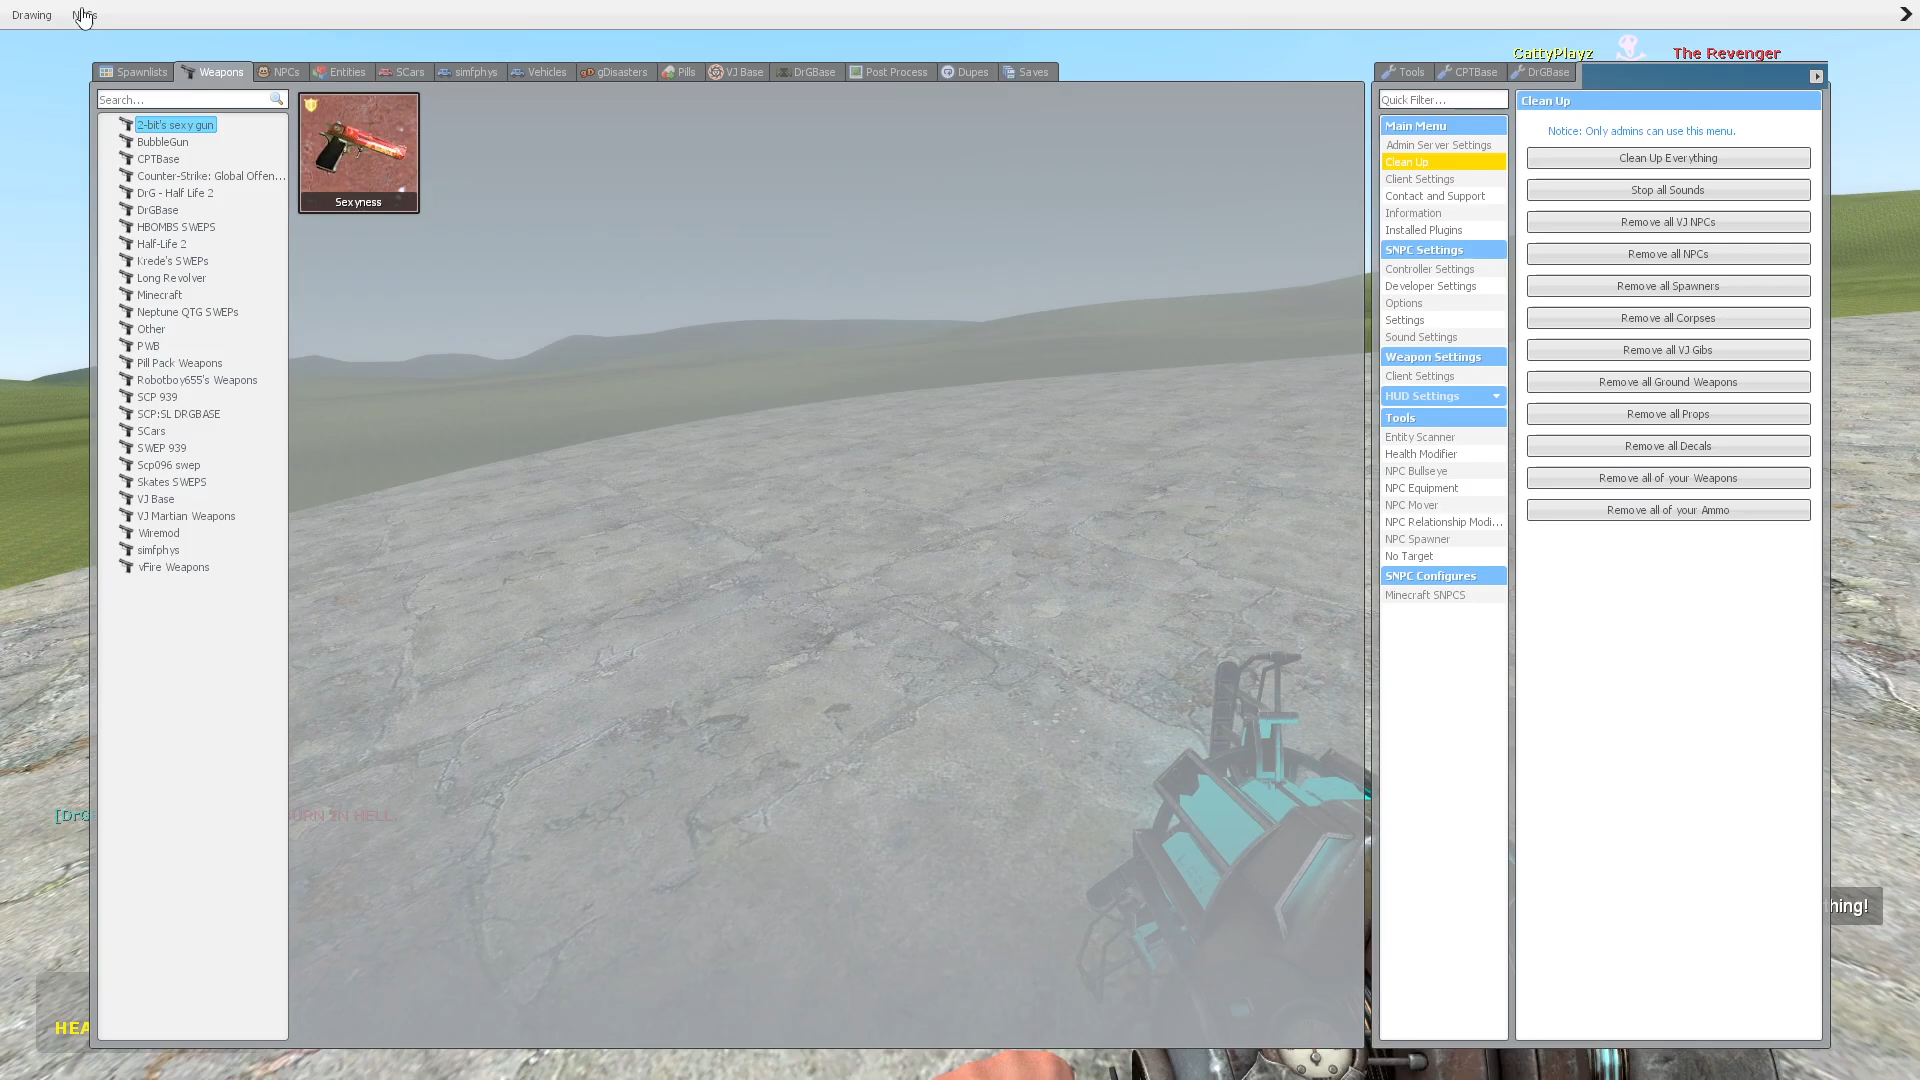 Drawing
CattyPlayz The Revenger
Spawnlists Weapons NPCs Entities SCars simfphys Vehicles gD gDisasters Pills VJ Base DrGBase Post Process Dupes Saves
Tools CPTBase DrGBase
Search...
2-bit's sexy gun
BubbleGun
CPTBase
Counter-Strike: Global Offen...
DrG - Half Life 2
DrGBase
HBOMBS SWEPS
Half-Life 2
Krede's SWEPs
Long Revolver
Minecraft
Neptune QTG SWEPs
Other
PWB
Pill Pack Weapons
Robotboy655's Weapons
SCP 939
SCP:SL DRGBASE
SCars
SWEP 939
Scp096 swep
Skates SWEPS
VJ Base
VJ Martian Weapons
Wiremod
simfphys
vFire Weapons
Sexyness
Quick Filter...
Main Menu
Admin Server Settings
Clean Up
Client Settings
Contact and Support
Information
Installed Plugins
SNPC Settings
Controller Settings
Developer Settings
Options
Settings
Sound Settings
Weapon Settings
Client Settings
HUD Settings
Tools
Entity Scanner
Health Modifier
NPC Bullseye
NPC Equipment
NPC Mover
NPC Relationship Modi...
NPC Spawner
No Target
SNPC Configures
Minecraft SNPCS
Clean Up
Notice: Only admins can use this menu.
Clean Up Everything
Stop all Sounds
Remove all VJ NPCs
Remove all NPCs
Remove all Spawners
Remove all Corpses
Remove all VJ Gibs
Remove all Ground Weapons
Remove all Props
Remove all Decals
Remove all of your Weapons
Remove all of your Ammo
[DrG URN IN HELL.
hing!
HEA